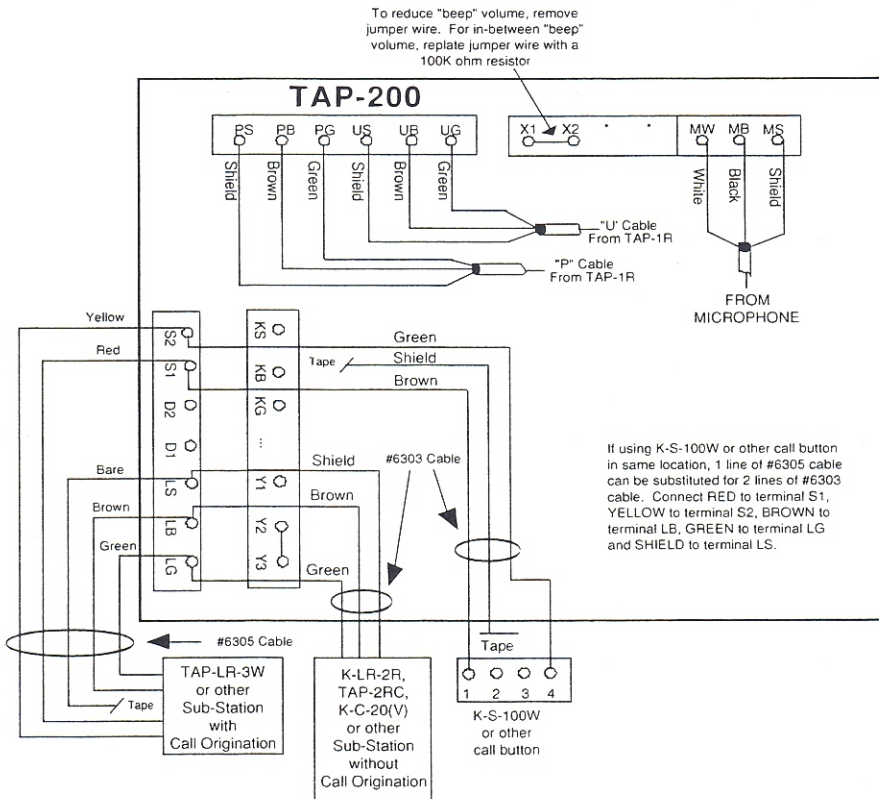 To reduce "beep" volume, remove
jumper wire. For in-between "beep"
volume, replate jumper wire with a
100K ohm resistor
TAP-200
PS PB PG US UB UG
X1 X2
MW MB MS
Shield
Brown
Green
Shield
Brown
Green
White
Black
Shield
"U' Cable
From TAP-1R
"P" Cable
From TAP-1R
FROM
MICROPHONE
Yellow
Red
Bare
Brown
Green
S2
S1
D2
D1
LS
LB
LG
KS
KB
KG
...
Y1
Y2
Y3
Green
Tape
Shield
Brown
Shield
#6303 Cable
Brown
Green
If using K-S-100W or other call button
in same location, 1 line of #6305 cable
can be substituted for 2 lines of #6303
cable. Connect RED to terminal S1,
YELLOW to terminal S2, BROWN to
terminal LB, GREEN to terminal LG
and SHIELD to terminal LS.
#6305 Cable
Tape
TAP-LR-3W
or other
Sub-Station
with
Call Origination
Tape
K-LR-2R,
TAP-2RC,
K-C-20(V)
or other
Sub-Station
without
Call Origination
1 2 3 4
K-S-100W
or other
call button